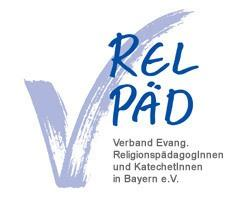 REL
PÄD
Verband Evang.
ReligionspädagogInnen
und KatechetInnen
in Bayern e.V.